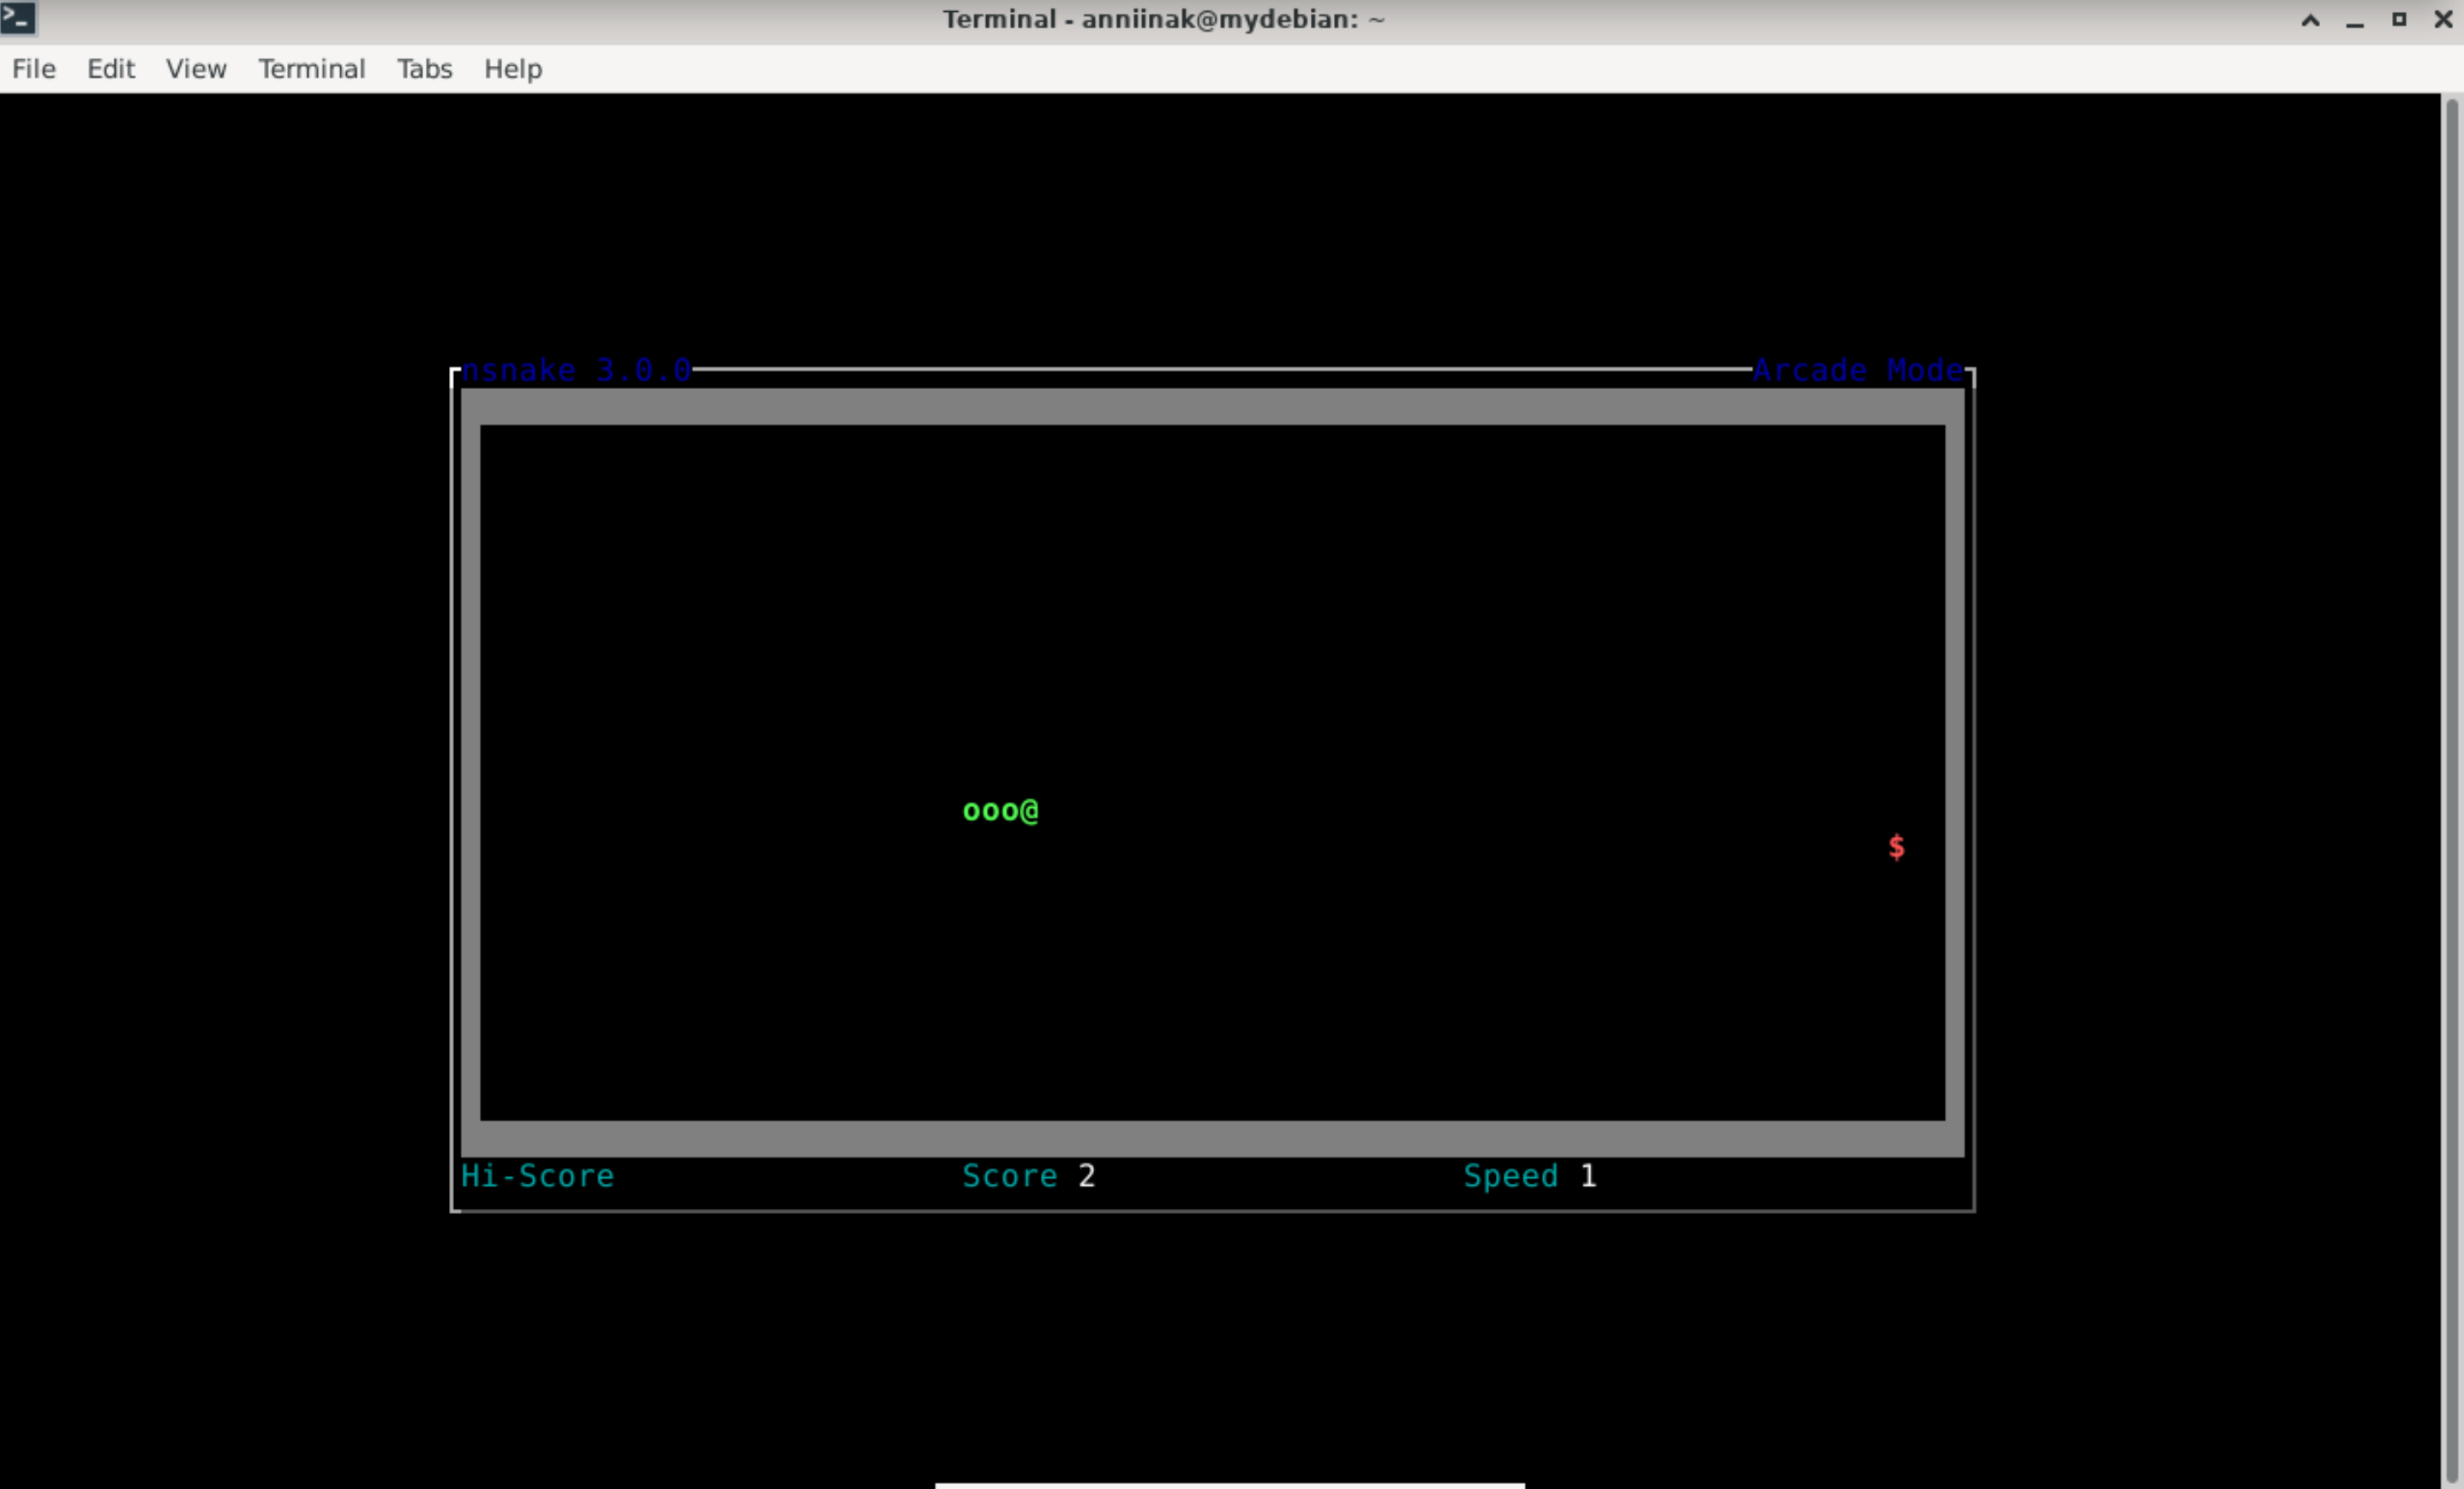 Terminal - anniinak@mydebian: ~
File Edit View Terminal Tabs Help
nsnake 3.0.0 Arcade Mode
ooo@
$
Hi-Score Score 2 Speed 1